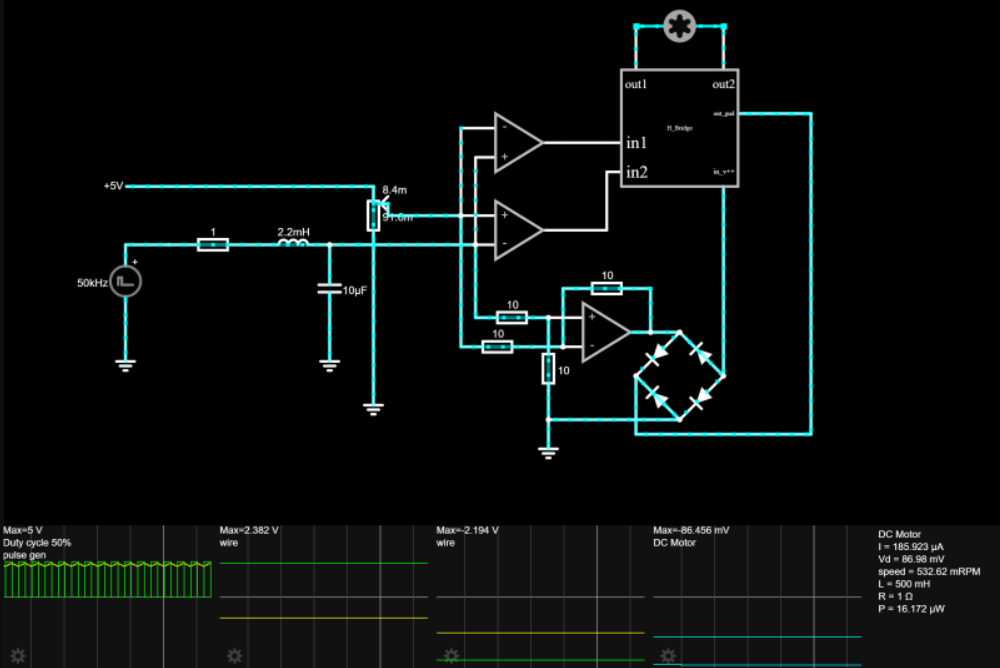 out1
out2
out_gnd
H_Bridge
in1
in2
in_v++
-
+
+
-
+5V
8.4m
91.6m
1
2.2mH
+
50kHz
10µF
10
10
10
10
+
-
Max=5 V
Duty cycle 50%
pulse gen
Max=2.382 V
wire
Max=-2.194 V
wire
Max=-86.456 mV
DC Motor
DC Motor
I = 185.923 µA
Vd = 86.98 mV
speed = 532.62 mRPM
L = 500 mH
R = 1 Ω
P = 16.172 µW